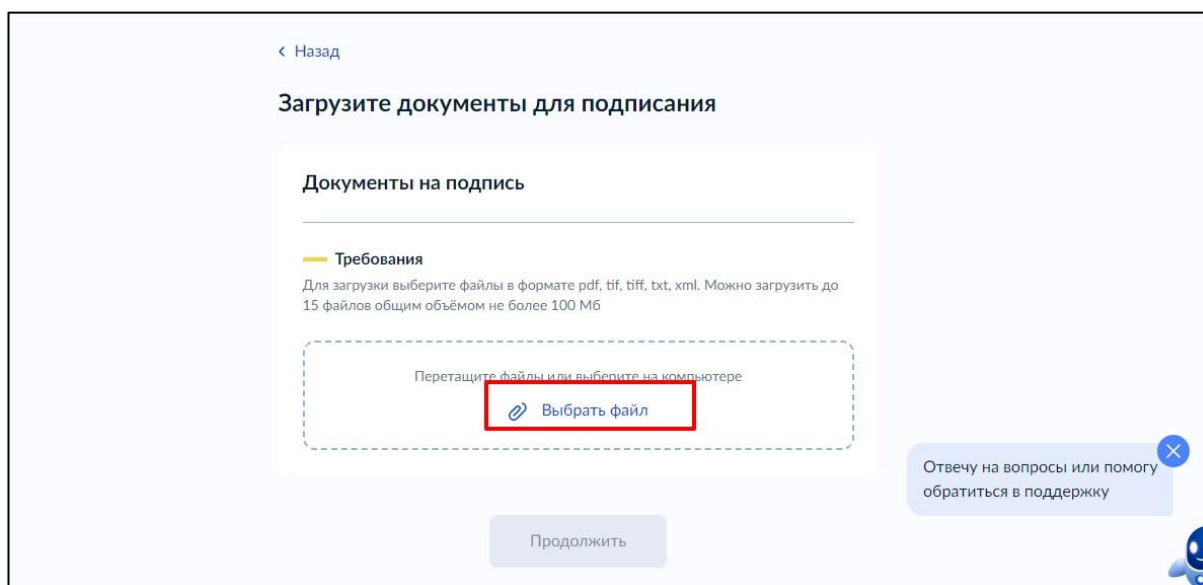 Назад
Загрузите документы для подписания
Документы на подпись
Требования
Для загрузки выберите файлы в формате pdf, tif, tiff, txt, xml. Можно загрузить до
15 файлов общим объёмом не более 100 Мб
Перетащите файлы или выберите на компьютере
Выбрать файл
Отвечу на вопросы или помогу
обратиться в поддержку
Продолжить